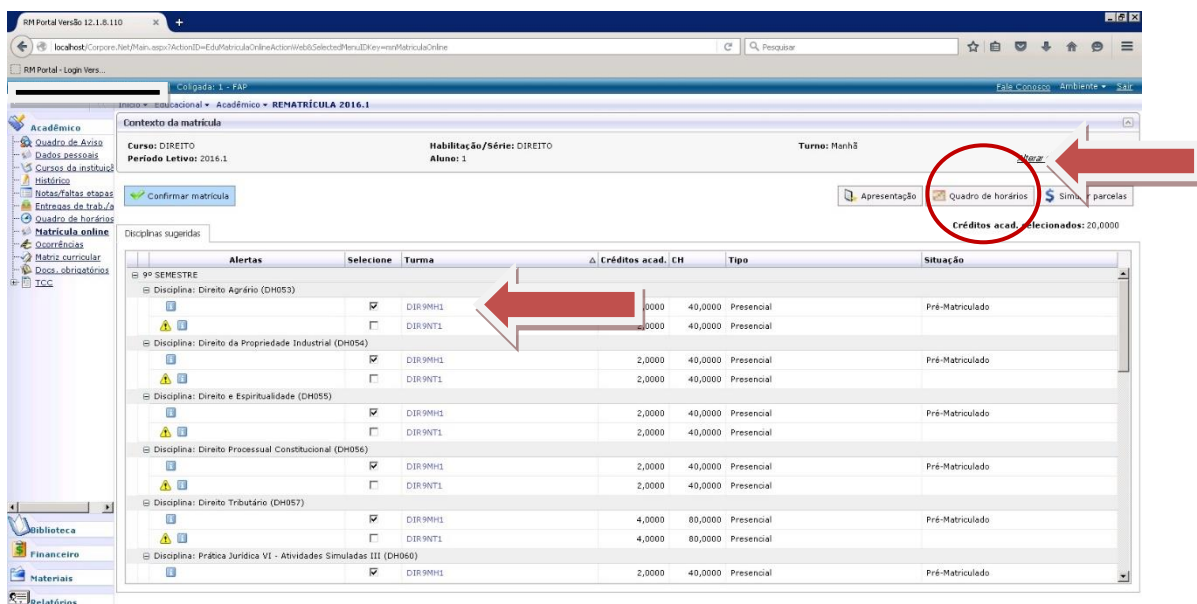 RM Portal Versão 12.1.8.110
localhost/Corpore.Net/Main.aspx?ActionID=EduMatriculaOnlineActionWeb&SelectedMenuIDKey=mnMatriculaOnline Pesquisar
RM Portal - Login Vers...
Coligada: 1 - FAP Fale Conosco Ambiente Sair
Início Educacional Acadêmico REMATRÍCULA 2016.1
Acadêmico
Quadro de Aviso
Dados pessoais
Cursos da instituiçã
Histórico
Notas/faltas etapas
Entregas de trab./a
Quadro de horários
Matrícula online
Ocorrências
Matriz curricular
Docs. obrigatórios
TCC
Biblioteca
Financeiro
Materiais
Relatórios
Contexto da matrícula
Curso: DIREITO Habilitação/Série: DIREITO Turno: Manhã
Período Letivo: 2016.1 Aluno: 1 Alterar
Confirmar matrícula Apresentação Quadro de horários Simular parcelas
Créditos acad. selecionados: 20,0000
Disciplinas sugeridas
Alertas Selecione Turma Créditos acad. CH Tipo Situação
9º SEMESTRE
Disciplina: Direito Agrário (DH053)
DIR9MH1 ,0000 40,0000 Presencial Pré-Matriculado
DIR9NT1 2,0000 40,0000 Presencial
Disciplina: Direito da Propriedade Industrial (DH054)
DIR9MH1 2,0000 40,0000 Presencial Pré-Matriculado
DIR9NT1 2,0000 40,0000 Presencial
Disciplina: Direito e Espiritualidade (DH055)
DIR9MH1 2,0000 40,0000 Presencial Pré-Matriculado
DIR9NT1 2,0000 40,0000 Presencial
Disciplina: Direito Processual Constitucional (DH056)
DIR9MH1 2,0000 40,0000 Presencial Pré-Matriculado
DIR9NT1 2,0000 40,0000 Presencial
Disciplina: Direito Tributário (DH057)
DIR9MH1 4,0000 80,0000 Presencial Pré-Matriculado
DIR9NT1 4,0000 80,0000 Presencial
Disciplina: Prática Jurídica VI - Atividades Simuladas III (DH060)
DIR9MH1 2,0000 40,0000 Presencial Pré-Matriculado